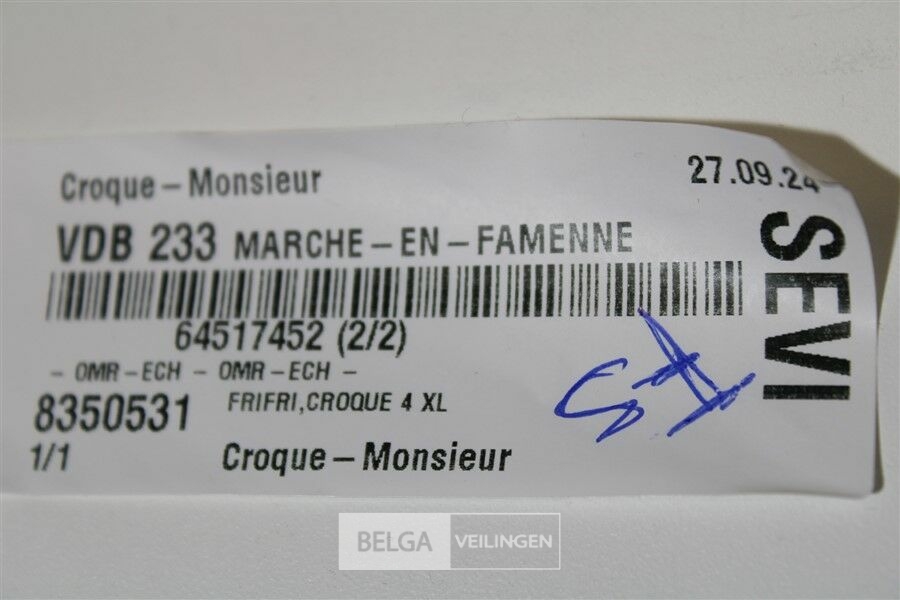 Croque – Monsieur 27.09.24
VDB 233 MARCHE – EN – FAMENNE
SEVI
64517452 (2/2)
- OMR – ECH - OMR – ECH -
8350531 FRIFRI,CROQUE 4 XL
1/1 Croque – Monsieur
BELGA VEILINGEN